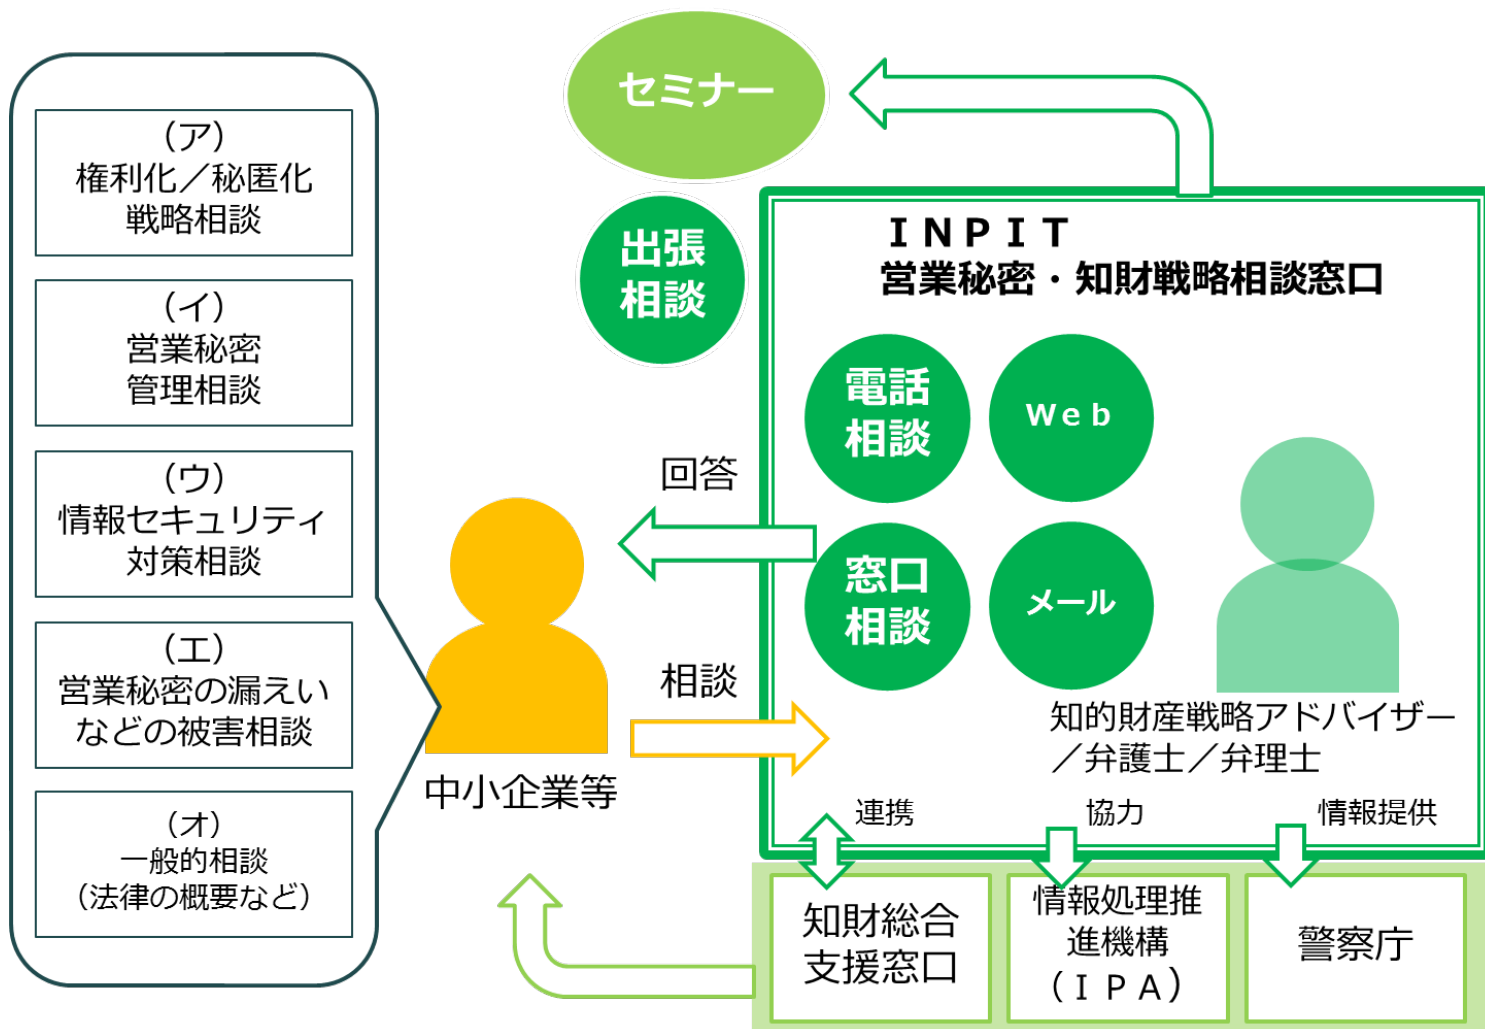 (ア)
権利化／秘匿化
戦略相談
(イ)
営業秘密
管理相談
(ウ)
情報セキュリティ
対策相談
(エ)
営業秘密の漏えい
などの被害相談
(オ)
一般的相談
(法律の概要など)
中小企業等
回答
相談
セミナー
出張
相談
ＩＮＰＩＴ
営業秘密・知財戦略相談窓口
電話
相談
Ｗｅｂ
窓口
相談
メール
知的財産戦略アドバイザー
／弁護士／弁理士
連携
協力
情報提供
知財総合
支援窓口
情報処理推
進機構
(ＩＰＡ)
警察庁